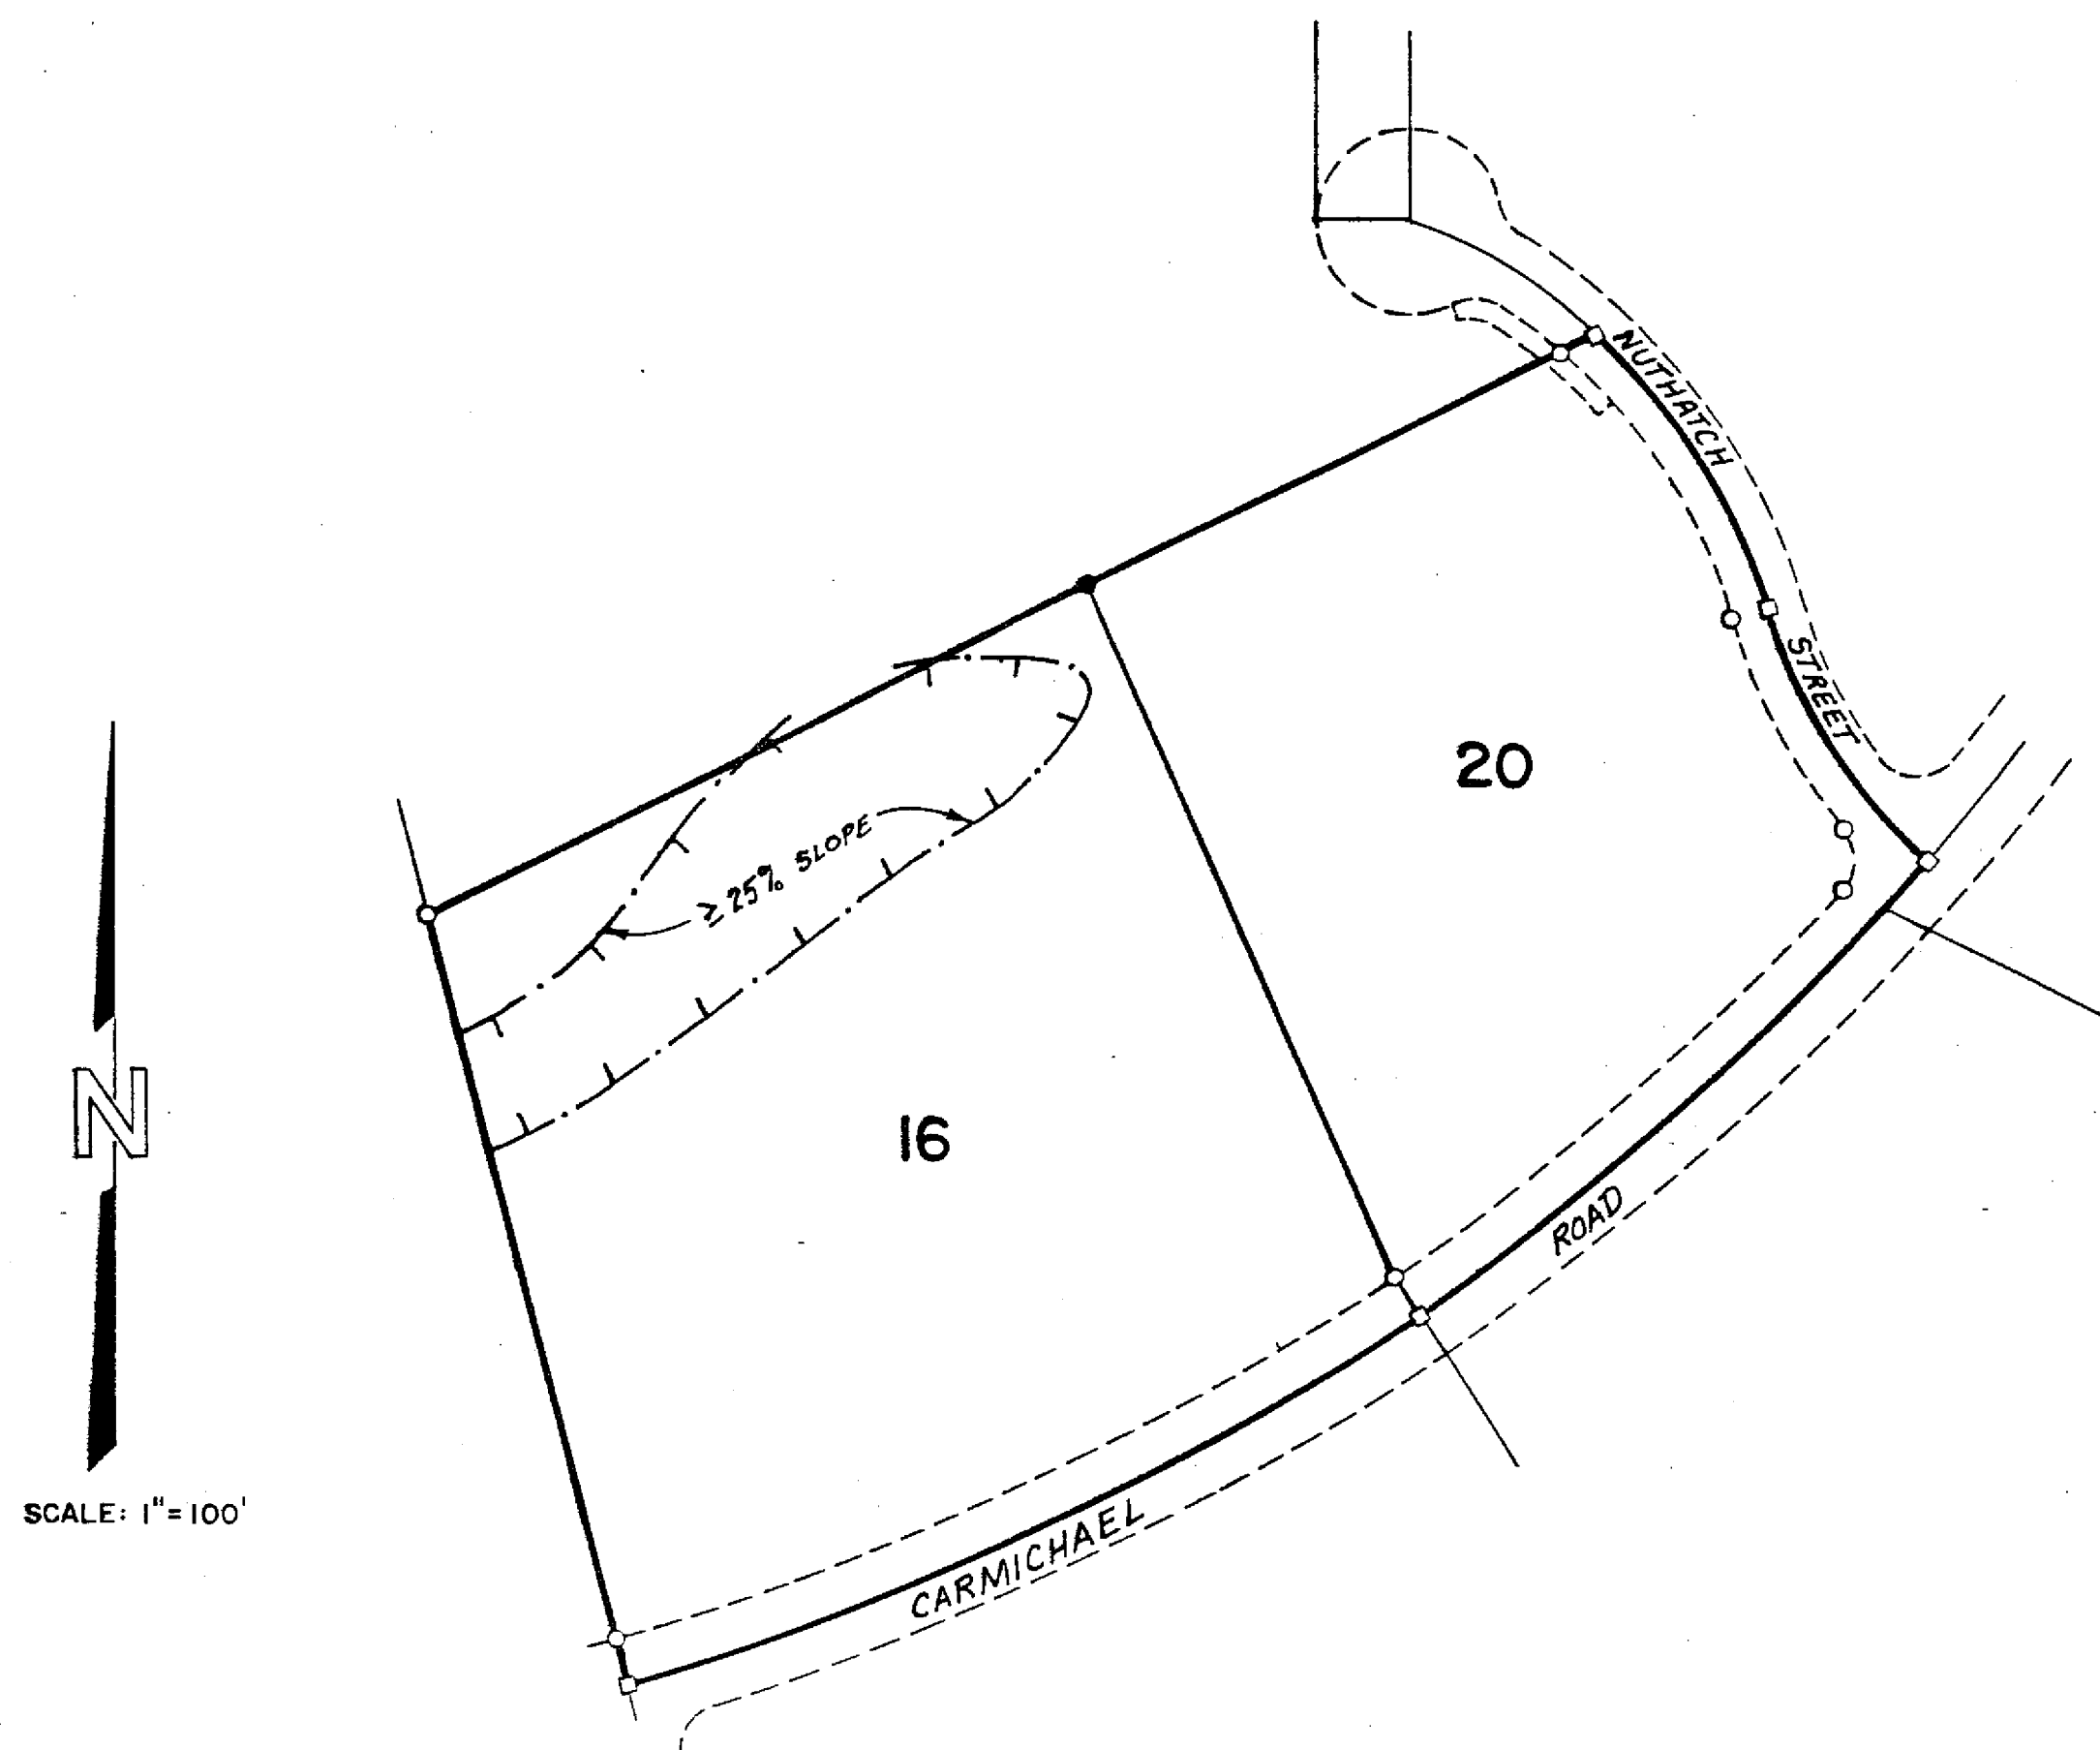 NUTHATCH STREET
20
≥ 25% SLOPE
N
16
ROAD
CARMICHAEL
SCALE: 1"=100'